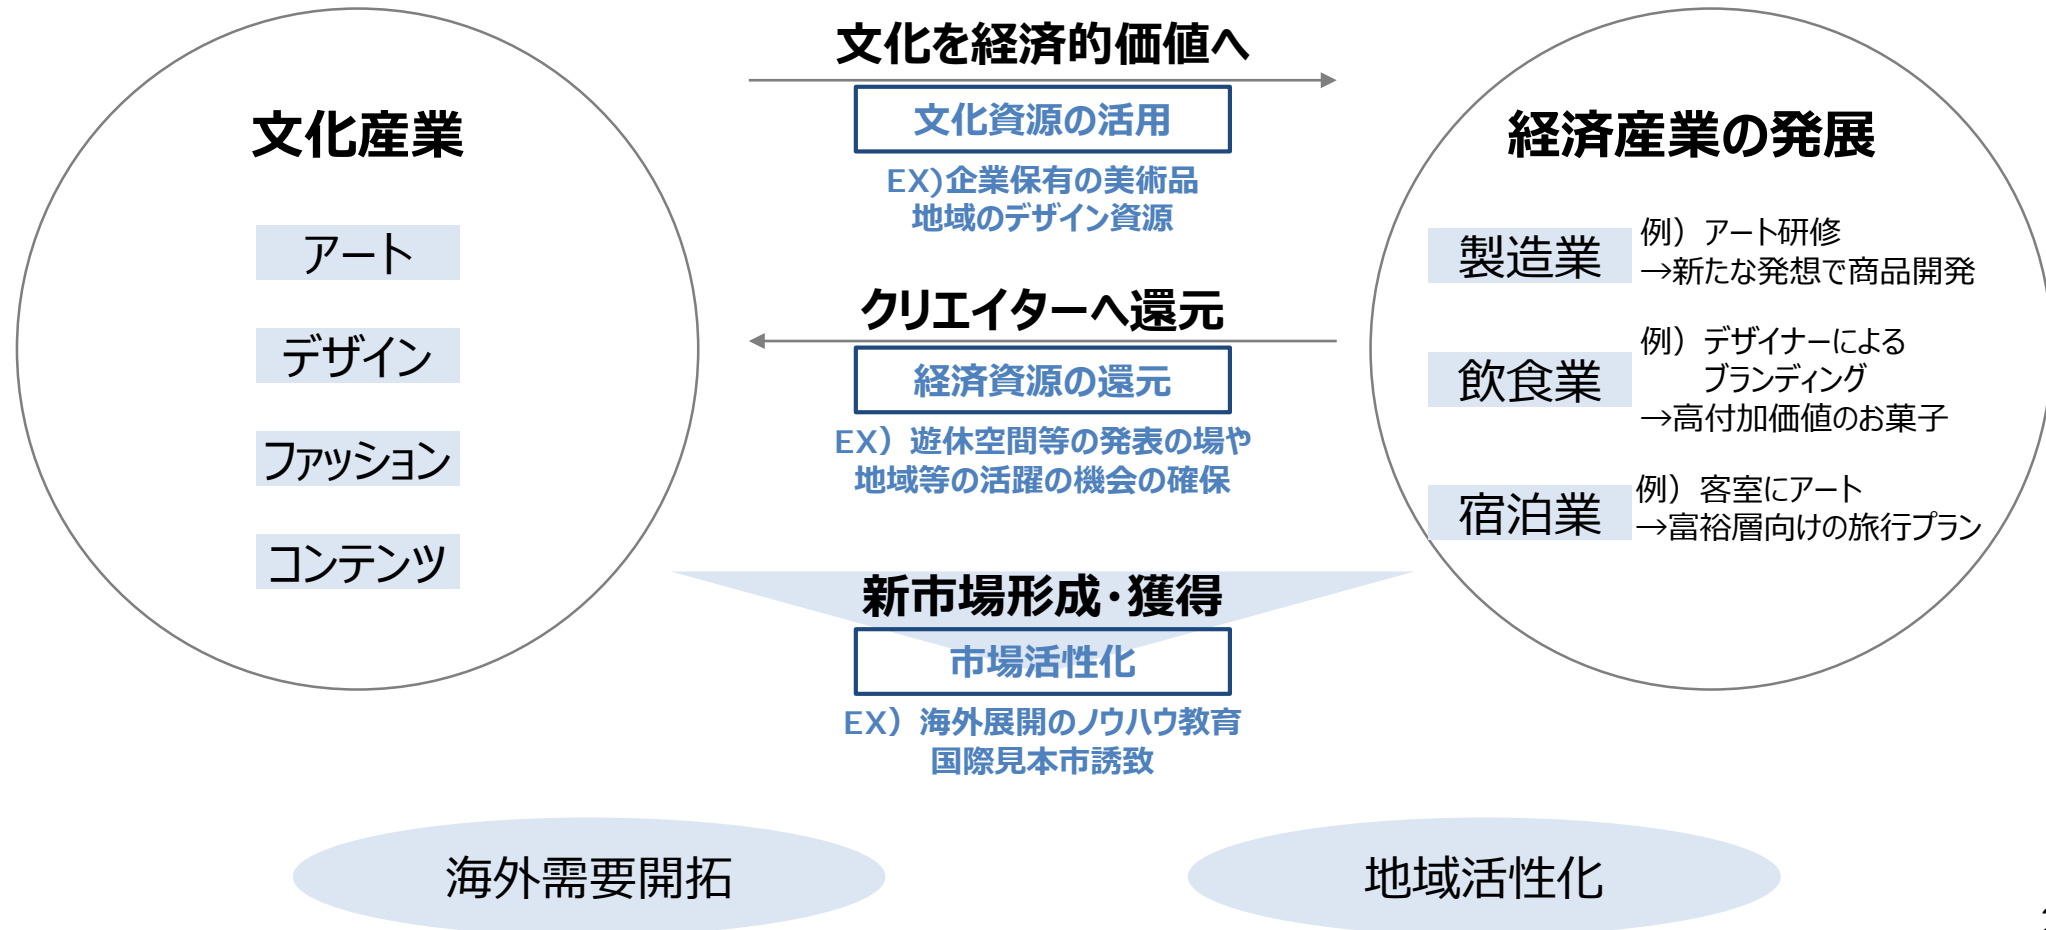 文化産業
アート
デザイン
ファッション
コンテンツ
文化を経済的価値へ
文化資源の活用
EX)企業保有の美術品
地域のデザイン資源
クリエイターへ還元
経済資源の還元
EX）遊休空間等の発表の場や
地域等の活躍の機会の確保
新市場形成・獲得
市場活性化
EX）海外展開のノウハウ教育
国際見本市誘致
経済産業の発展
製造業
例）アート研修
→新たな発想で商品開発
飲食業
例）デザイナーによる
ブランディング
→高付加価値のお菓子
宿泊業
例）客室にアート
→富裕層向けの旅行プラン
海外需要開拓
地域活性化